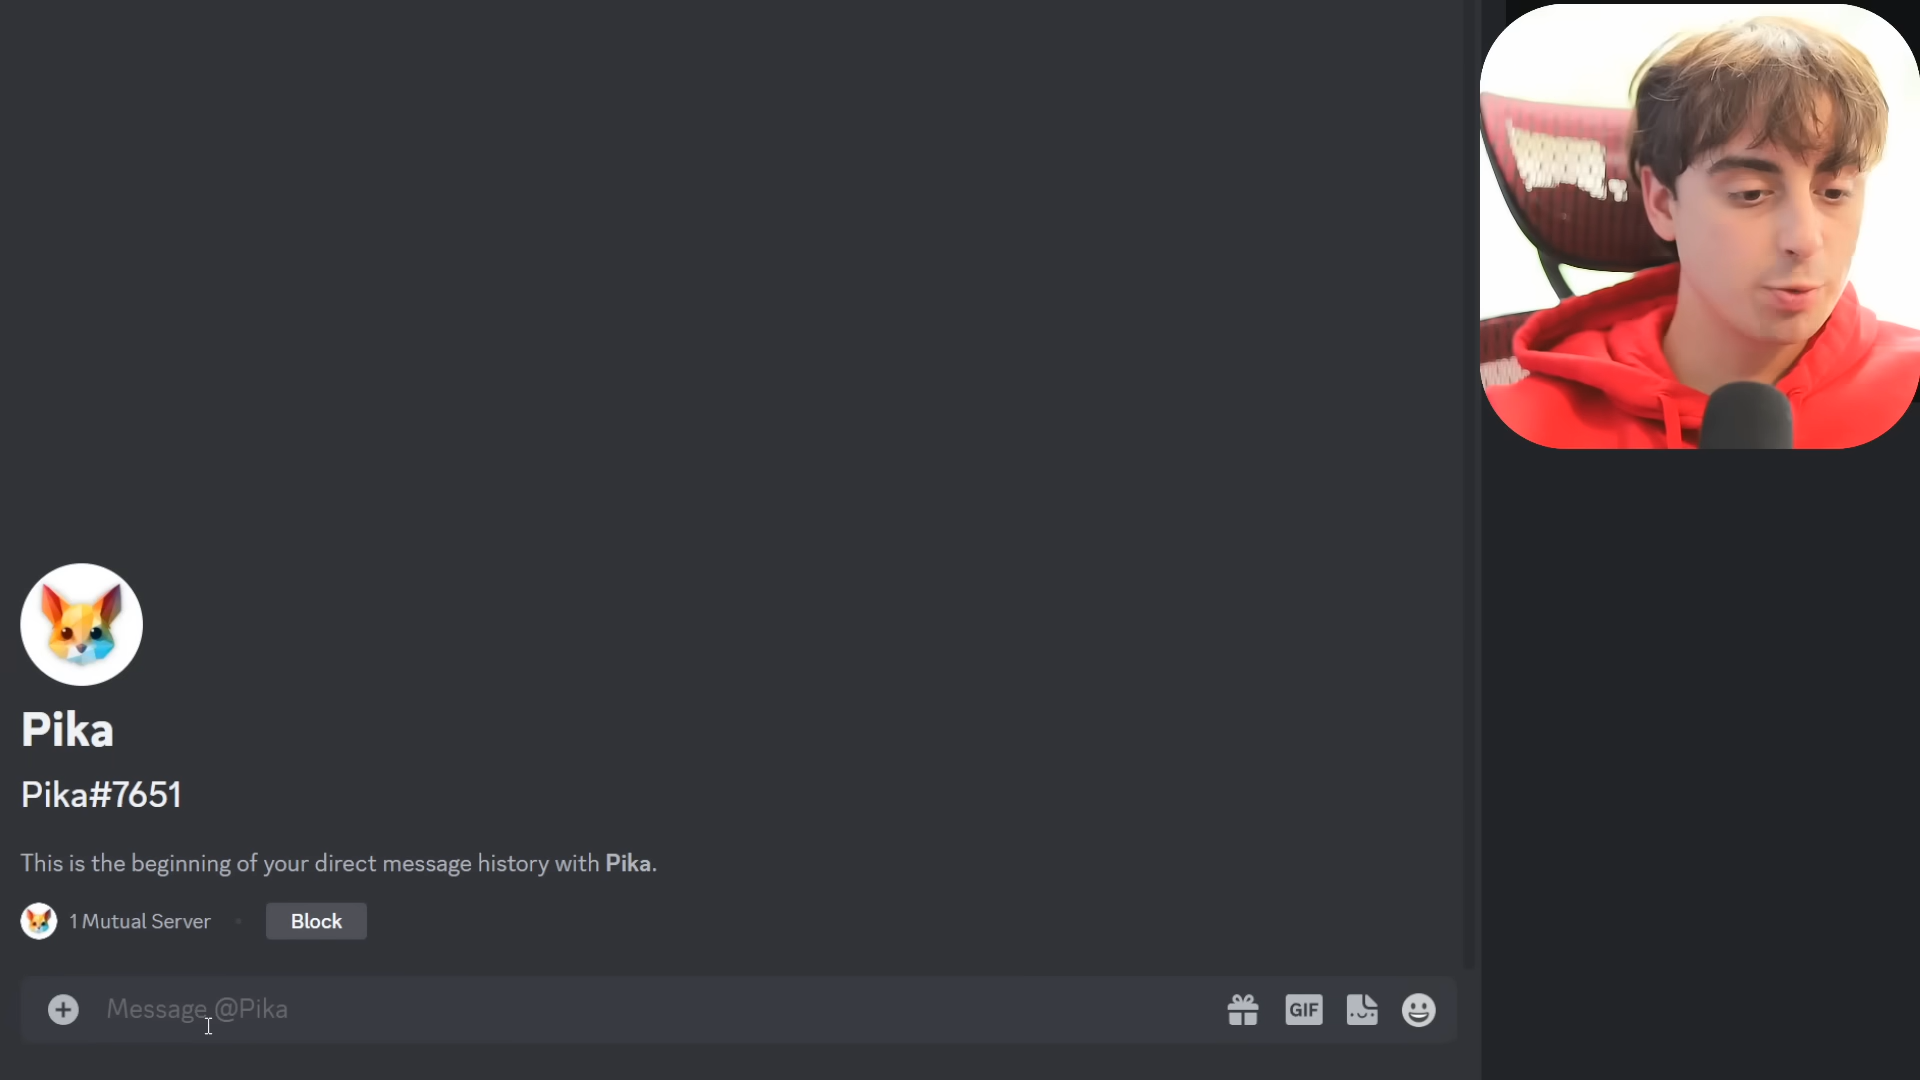 Pika
Pika#7651
This is the beginning of your direct message history with Pika.
1 Mutual Server
Block
Message @Pika
GIF